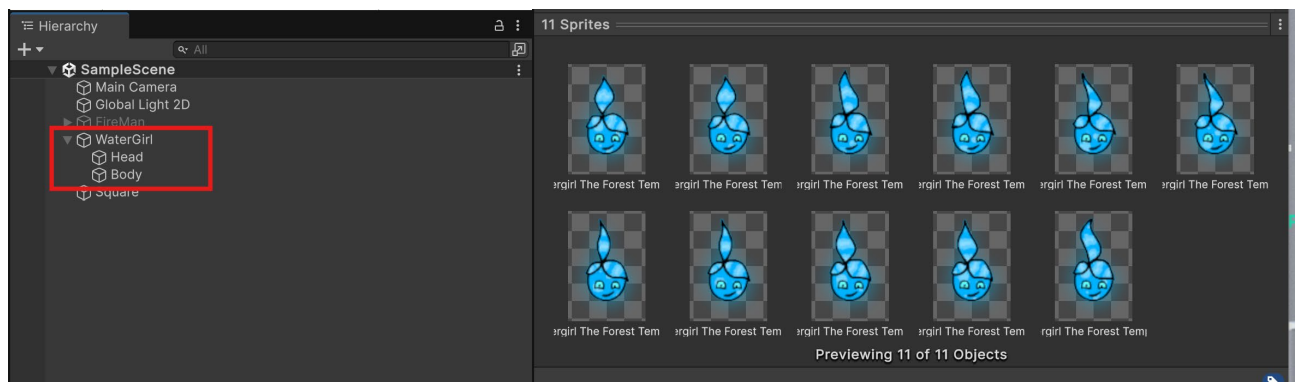 Hierarchy
All
SampleScene
Main Camera
Global Light 2D
FireMan
WaterGirl
Head
Body
Square
11 Sprites
ergirl The Forest Tem ergirl The Forest Tem ergirl The Forest Tem ergirl The Forest Tem ergirl The Forest Tem ergirl The Forest Tem
ergirl The Forest Tem ergirl The Forest Tem ergirl The Forest Tem ergirl The Forest Tem rgirl The Forest Temp
Previewing 11 of 11 Objects